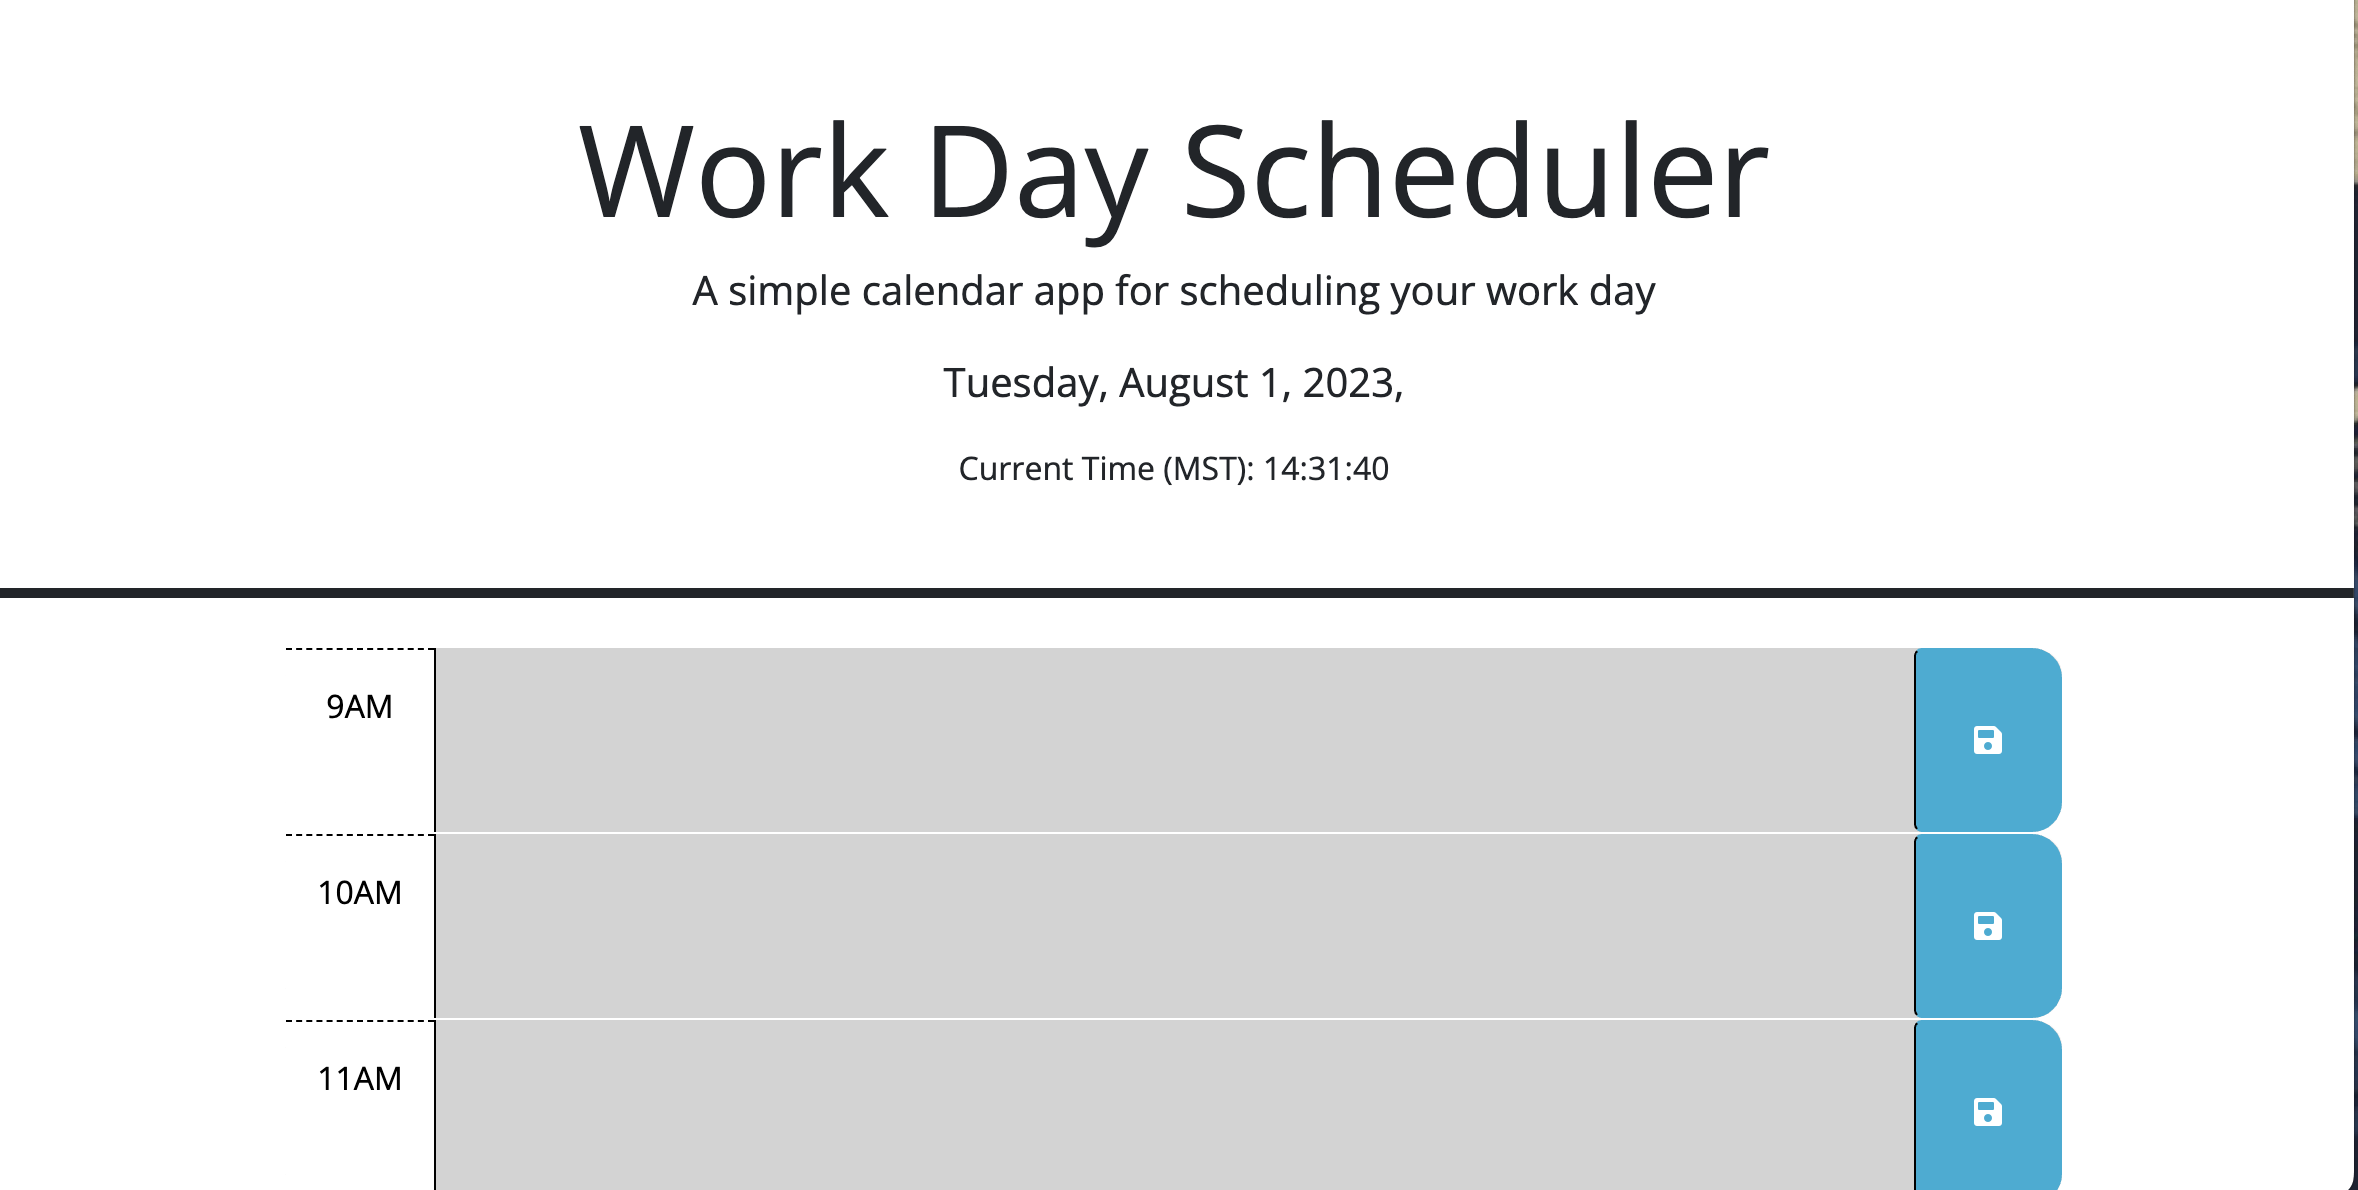 Work Day Scheduler
A simple calendar app for scheduling your work day
Tuesday, August 1, 2023,
Current Time (MST): 14:31:40
9AM
10AM
11AM